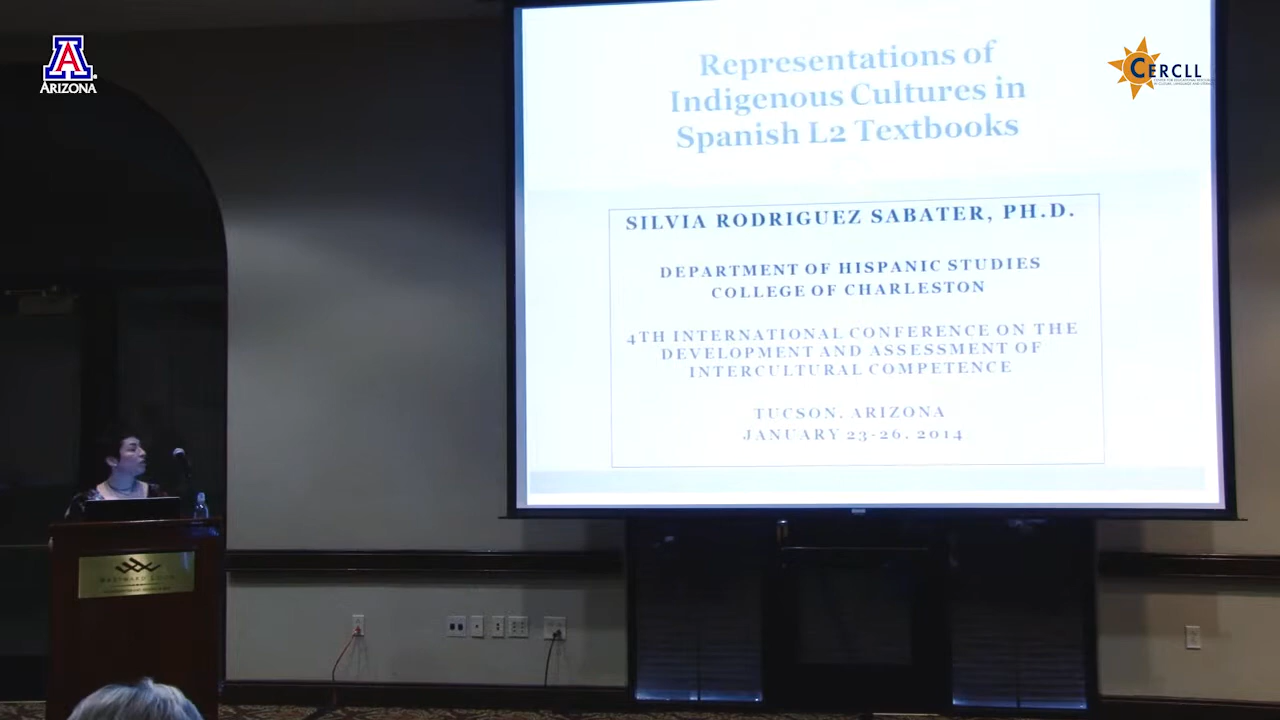 A
ARIZONA
CERCLL
Representations of
Indigenous Cultures in
Spanish L2 Textbooks
SILVIA RODRIGUEZ SABATER, PH.D.
DEPARTMENT OF HISPANIC STUDIES
COLLEGE OF CHARLESTON
4TH INTERNATIONAL CONFERENCE ON THE
DEVELOPMENT AND ASSESSMENT OF
INTERCULTURAL COMPETENCE
TUCSON, ARIZONA
JANUARY 23-26, 2014